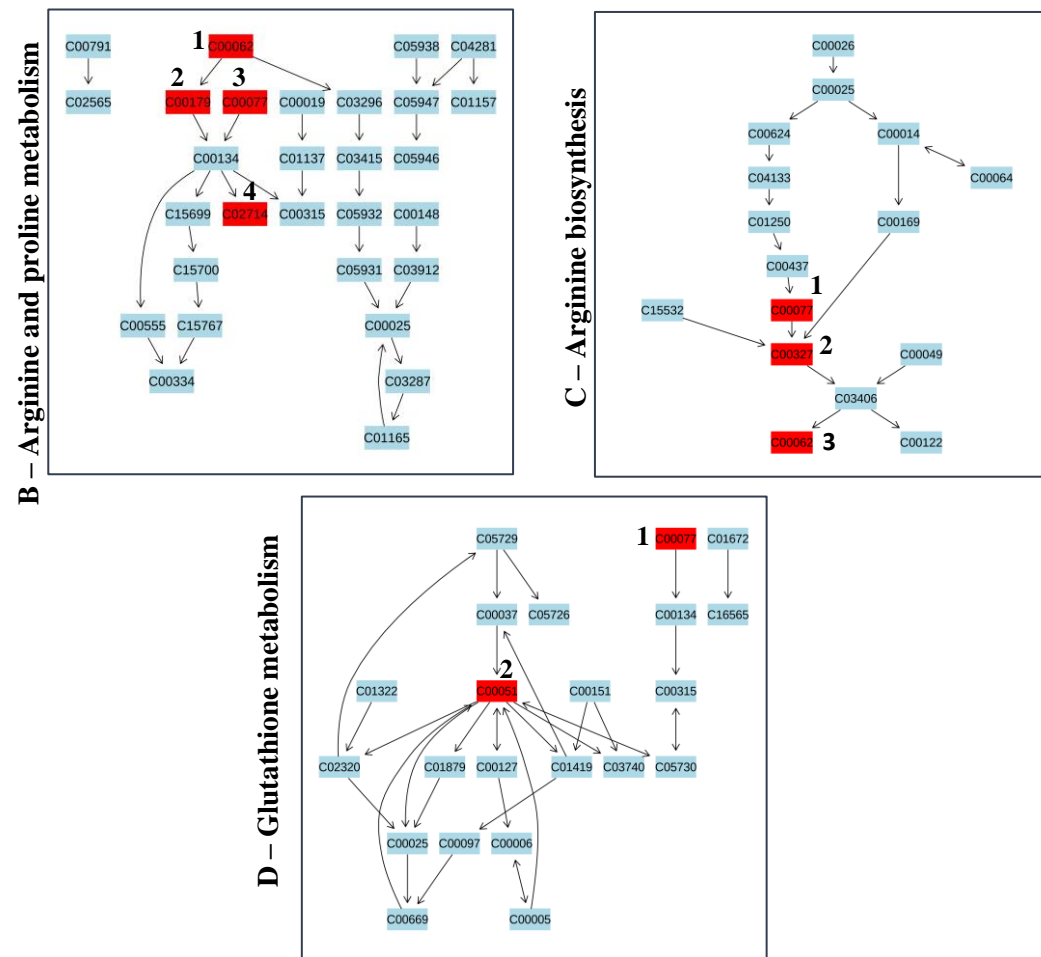 B – Arginine and proline metabolism
C00791
1
C00062
C05938
C04281
2
3
C02565
C00179
C00077
C00019
C03296
C05947
C01157
C00134
C01137
C03415
C05946
4
C15699
C02714
C00315
C05932
C00148
C15700
C05931
C03912
C00555
C15767
C00025
C00334
C03287
C01165
C – Arginine biosynthesis
C00026
C00025
C00624
C00014
C04133
C00064
C01250
C00169
C00437
1
C15532
C00077
C00327
2
C00049
C03406
C00062
3
C00122
D – Glutathione metabolism
C05729
1
C00077
C01672
C00037
C05726
C00134
C16565
2
C01322
C00051
C00151
C00315
C02320
C01879
C00127
C01419
C03740
C05730
C00025
C00097
C00006
C00669
C00005